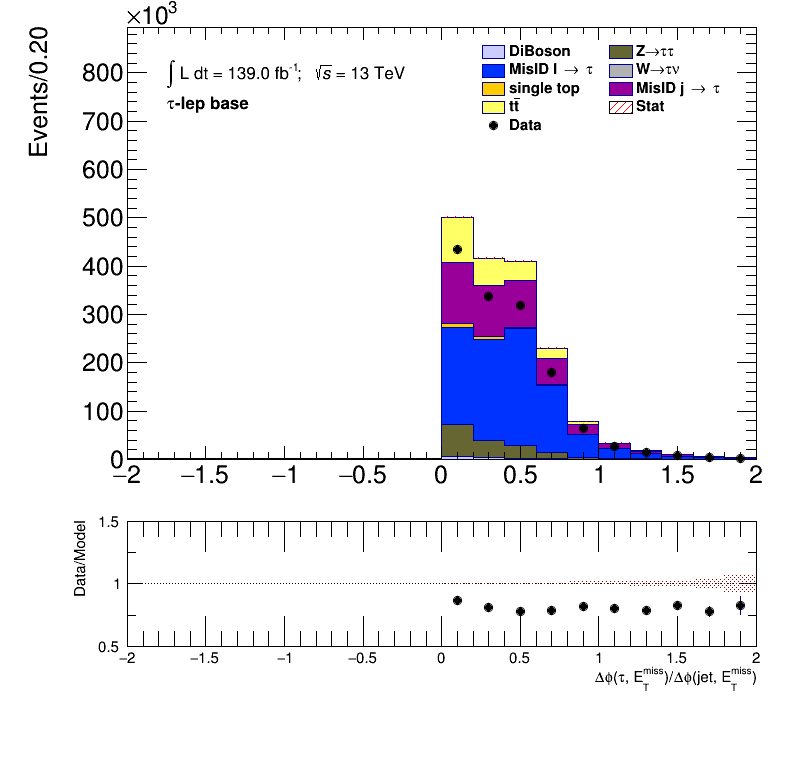 ×10³
Events/0.20
800
700
600
500
400
300
200
100
0
∫ L dt = 139.0 fb⁻¹; √s = 13 TeV
τ-lep base
DiBoson Z→ττ
MisID l → τ W→τν
single top MisID j → τ
tt̄ Stat
Data
−2 −1.5 −1 −0.5 0 0.5 1 1.5 2
Data/Model
1.5
1
0.5
−2 −1.5 −1 −0.5 0 0.5 1 1.5 2
Δϕ(τ, E_T^miss)/Δϕ(jet, E_T^miss)